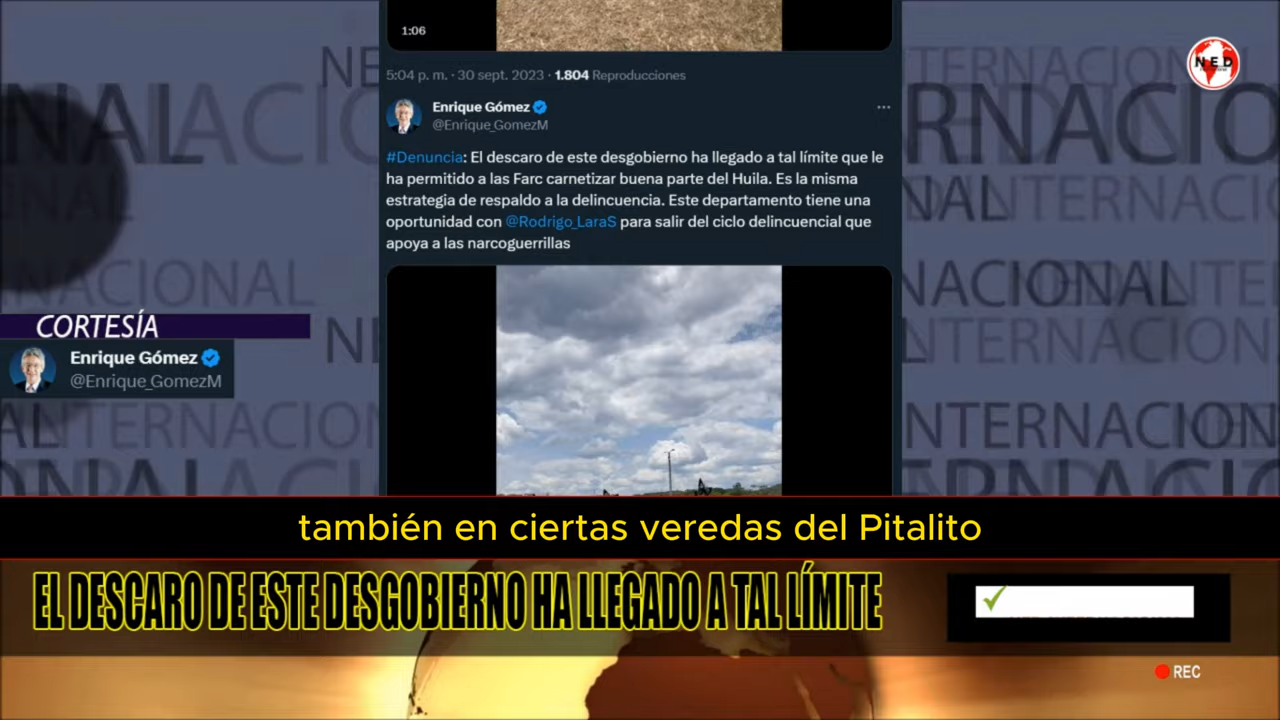 1:06
5:04 p. m. · 30 sept. 2023 · 1.804 Reproducciones
Enrique Gómez
@Enrique_GomezM
#Denuncia: El descaro de este desgobierno ha llegado a tal límite que le
ha permitido a las Farc carnetizar buena parte del Huila. Es la misma
estrategia de respaldo a la delincuencia. Este departamento tiene una
oportunidad con @Rodrigo_LaraS para salir del ciclo delincuencial que
apoya a las narcoguerrillas
NED
CORTESÍA
Enrique Gómez
@Enrique_GomezM
también en ciertas veredas del Pitalito
EL DESCARO DE ESTE DESGOBIERNO HA LLEGADO A TAL LÍMITE
REC